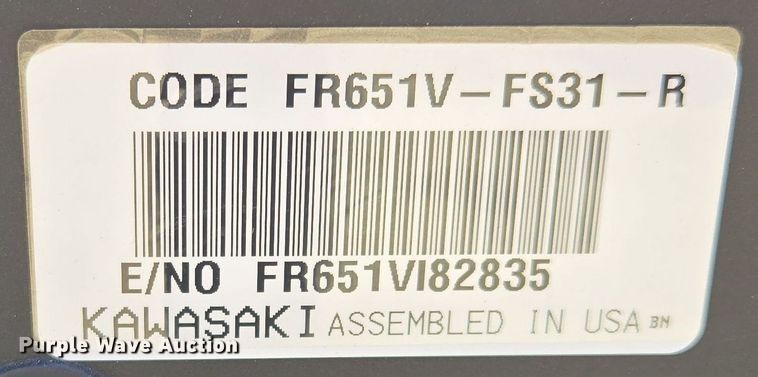 CODE FR651V-FS31-R
E/NO FR651VI82835
KAWASAKI ASSEMBLED IN USA BN
Purple Wave Auction